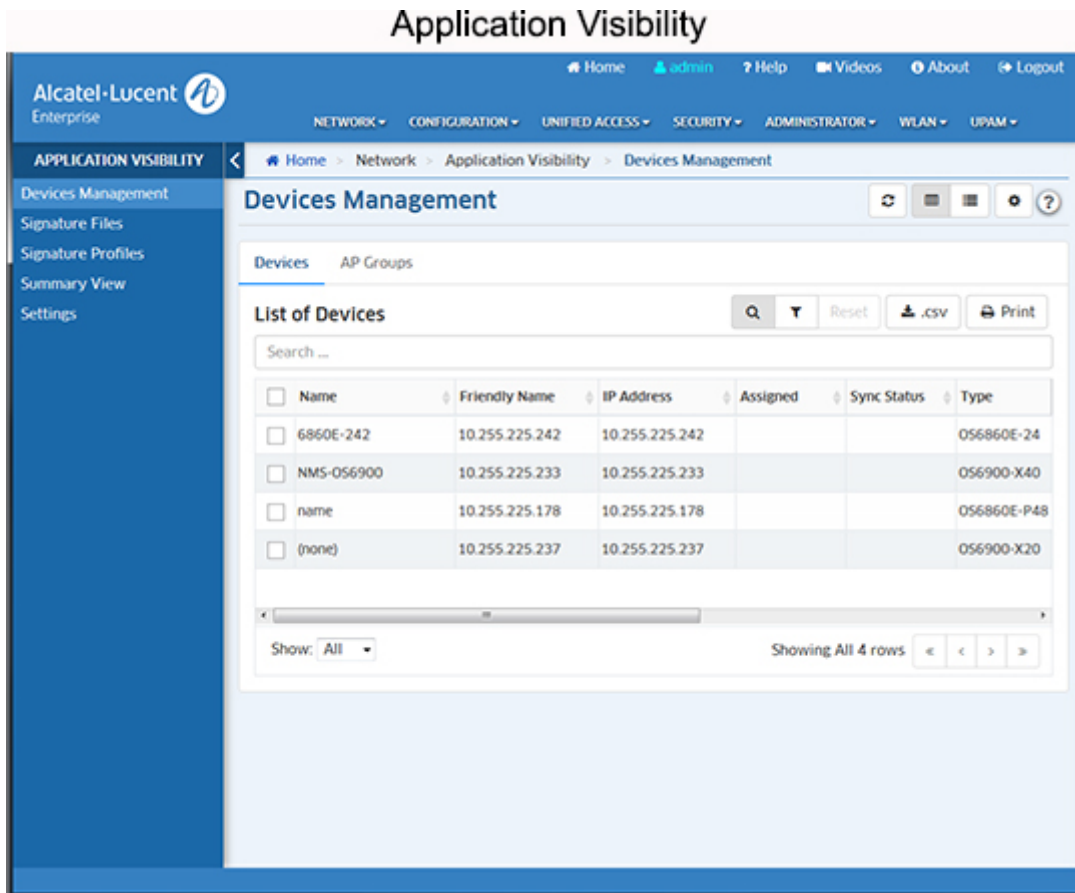 Application Visibility
Home admin ? Help Videos About Logout
Alcatel·Lucent
Enterprise
NETWORK CONFIGURATION UNIFIED ACCESS SECURITY ADMINISTRATOR WLAN UPAM
APPLICATION VISIBILITY
Home > Network > Application Visibility > Devices Management
Devices Management
Signature Files
Signature Profiles
Summary View
Settings
Devices Management
?
Devices AP Groups
List of Devices
Reset .csv Print
Search ...
Name Friendly Name IP Address Assigned Sync Status Type
6860E-242 10.255.225.242 10.255.225.242 OS6860E-24
NMS-OS6900 10.255.225.233 10.255.225.233 OS6900-X40
name 10.255.225.178 10.255.225.178 OS6860E-P48
(none) 10.255.225.237 10.255.225.237 OS6900-X20
Show: All Showing All 4 rows « < > »